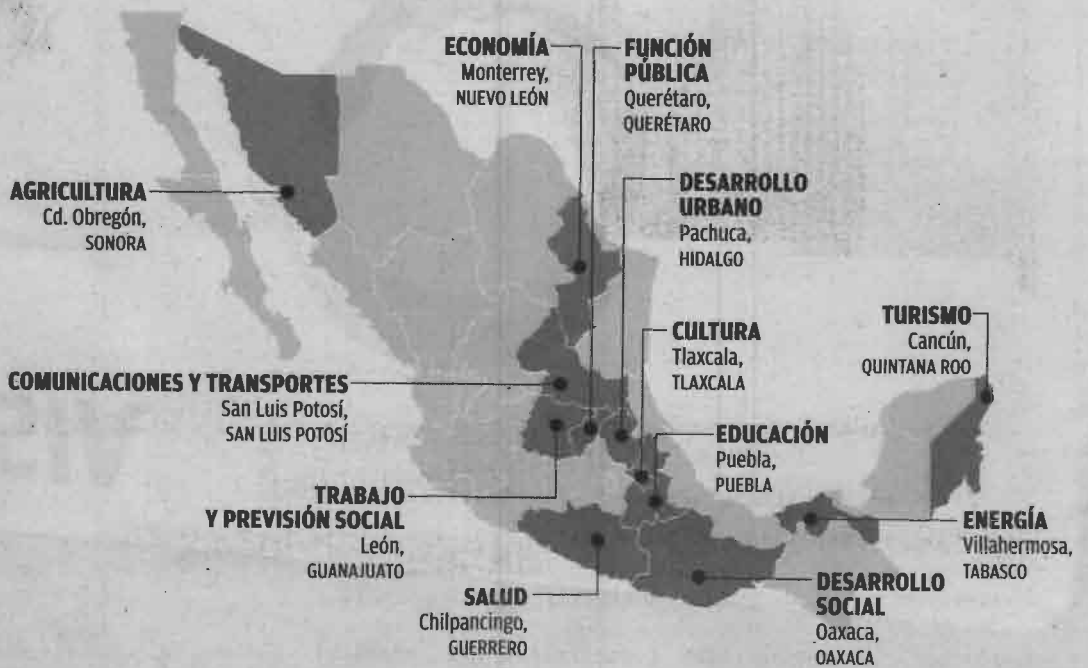 ECONOMÍA
Monterrey,
NUEVO LEÓN
FUNCIÓN
PÚBLICA
Querétaro,
QUERÉTARO
AGRICULTURA
Cd. Obregón,
SONORA
DESARROLLO
URBANO
Pachuca,
HIDALGO
CULTURA
Tlaxcala,
TLAXCALA
TURISMO
Cancún,
QUINTANA ROO
COMUNICACIONES Y TRANSPORTES
San Luis Potosí,
SAN LUIS POTOSÍ
EDUCACIÓN
Puebla,
PUEBLA
TRABAJO
Y PREVISIÓN SOCIAL
León,
GUANAJUATO
ENERGÍA
Villahermosa,
TABASCO
SALUD
Chilpancingo,
GUERRERO
DESARROLLO
SOCIAL
Oaxaca,
OAXACA